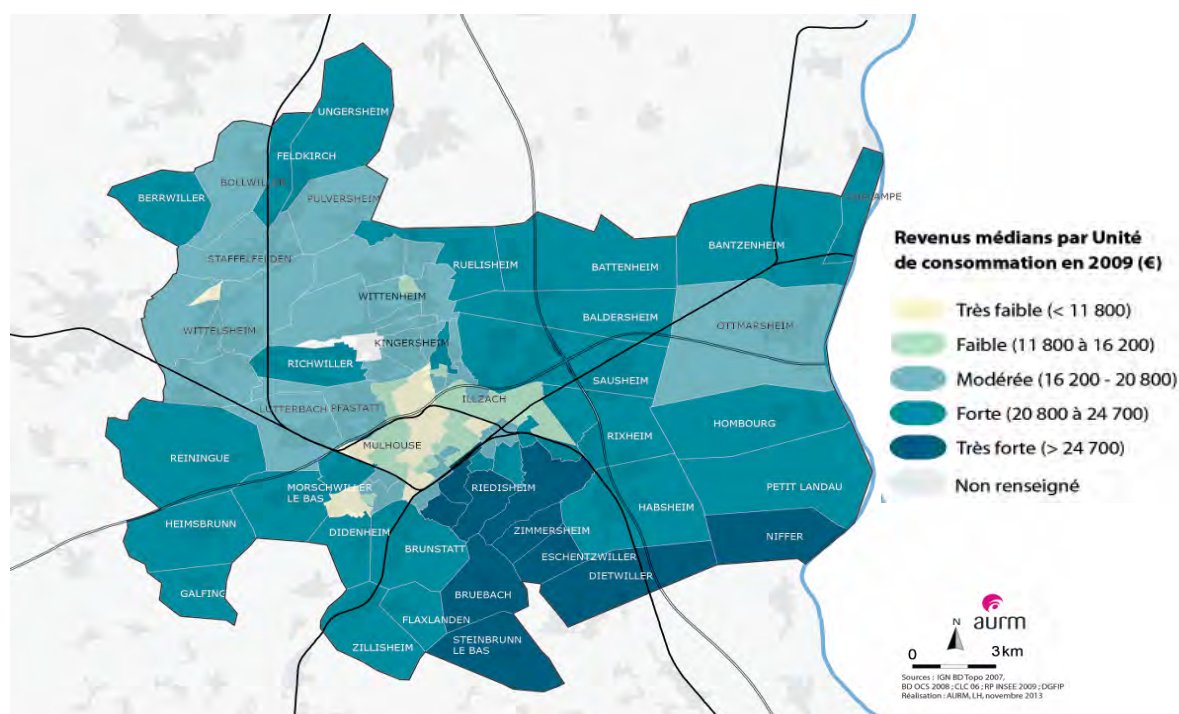 UNGERSHEIM
FELDKIRCH
BOLLWILLER
BERRWILLER
PULVERSHEIM
BANTZENHEIM
STAFFELFELDEN
RUELISHEIM
BATTENHEIM
WITTENHEIM
BALDERSHEIM
OTTMARSHEIM
WITTELSHEIM
KINGERSHEIM
RICHWILLER
SAUSHEIM
ILLZACH
LUTTERBACH
PFASTATT
HOMBOURG
RIXHEIM
MULHOUSE
REININGUE
RIEDISHEIM
PETIT LANDAU
MORSCHWILLER
LE BAS
HABSHEIM
HEIMSBRUNN
DIDENHEIM
ZIMMERSHEIM
NIFFER
BRUNSTATT
ESCHENTZWILLER
DIETWILLER
GALFING
BRUEBACH
FLAXLANDEN
STEINBRUNN
LE BAS
ZILLISHEIM
Revenus médians par Unité
de consommation en 2009 (€)
Très faible (< 11 800)
Faible (11 800 à 16 200)
Modérée (16 200 - 20 800)
Forte (20 800 à 24 700)
Très forte (> 24 700)
Non renseigné
aurm
N
0 3 km
Sources : IGN BD Topo 2007,
BD OCS 2008 ; CLC 06 ; RP INSEE 2009 ; DGFIP
Réalisation : AURM, LH, novembre 2013